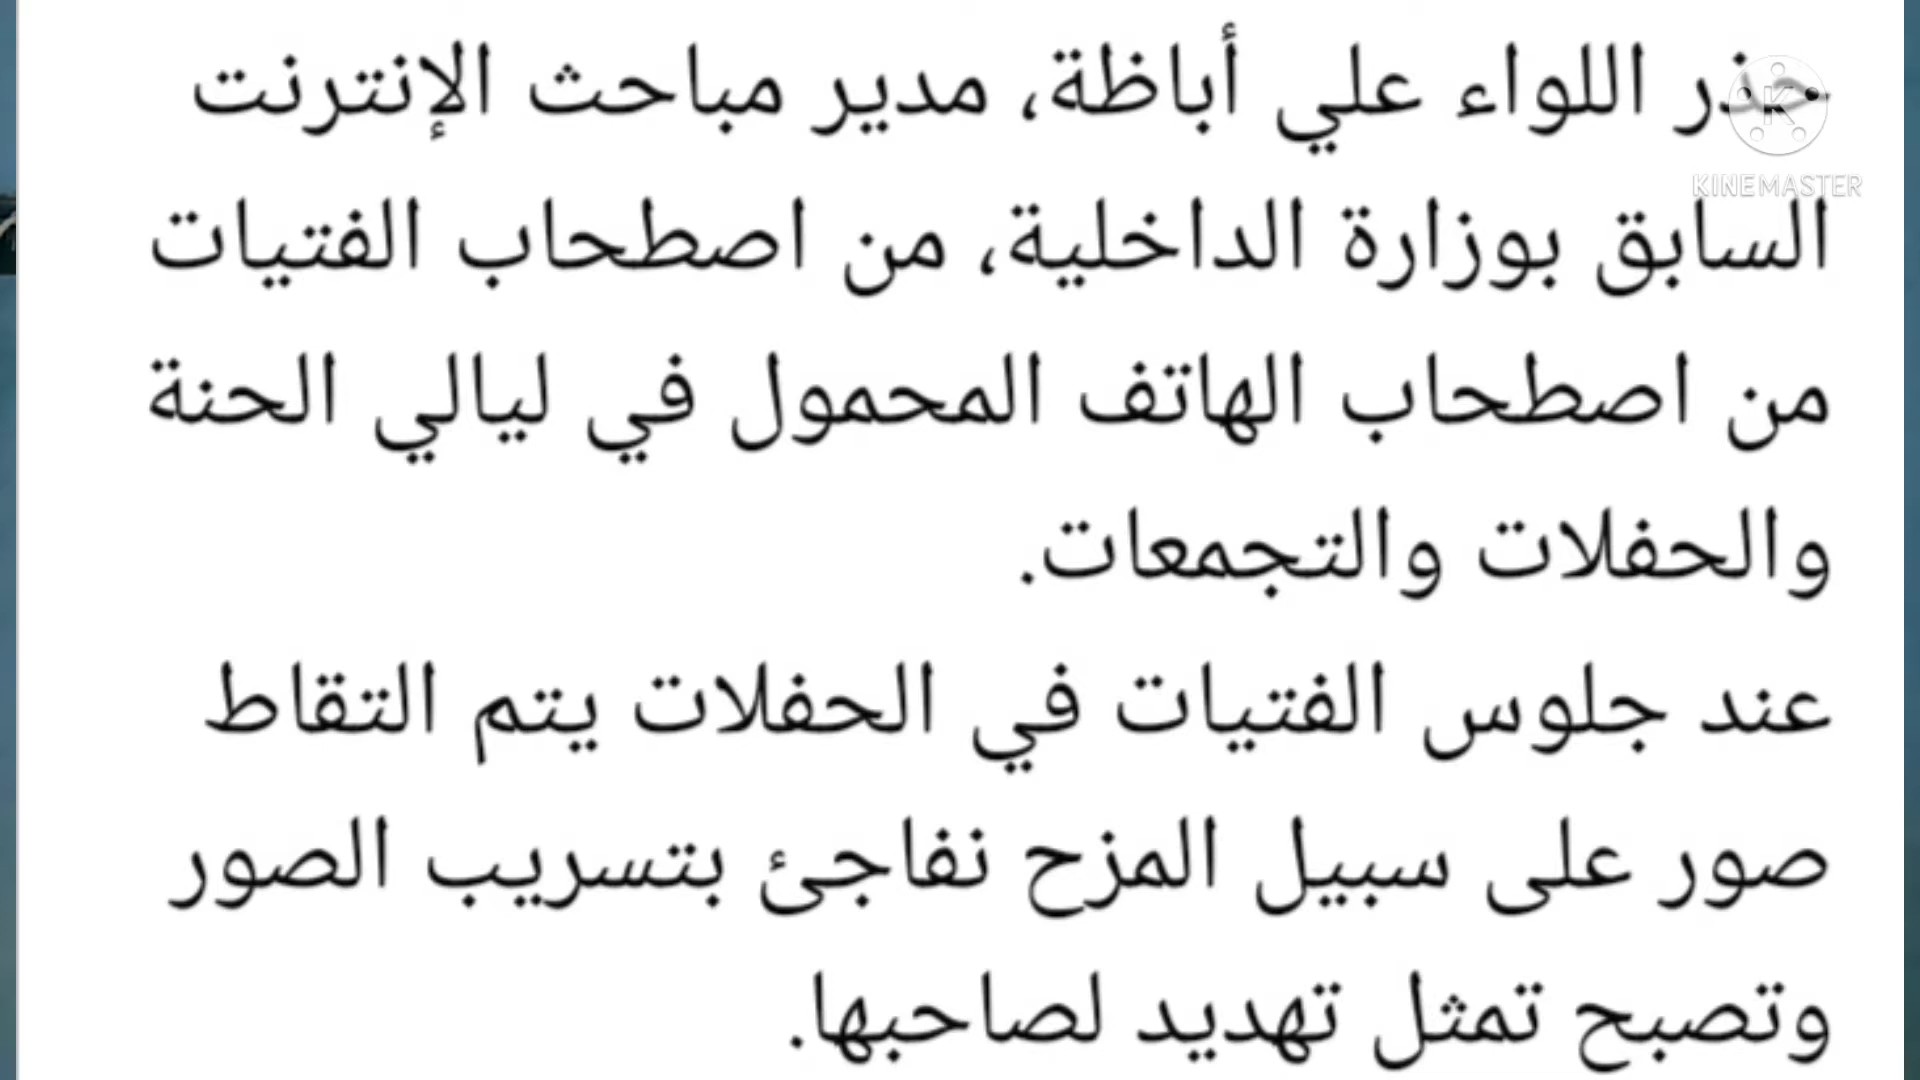 حذر اللواء علي أباظة، مدير مباحث الإنترنت
السابق بوزارة الداخلية، من اصطحاب الفتيات
من اصطحاب الهاتف المحمول في ليالي الحنة
والحفلات والتجمعات.
عند جلوس الفتيات في الحفلات يتم التقاط
صور على سبيل المزح نفاجئ بتسريب الصور
وتصبح تمثل تهديد لصاحبها.
K
KINEMASTER